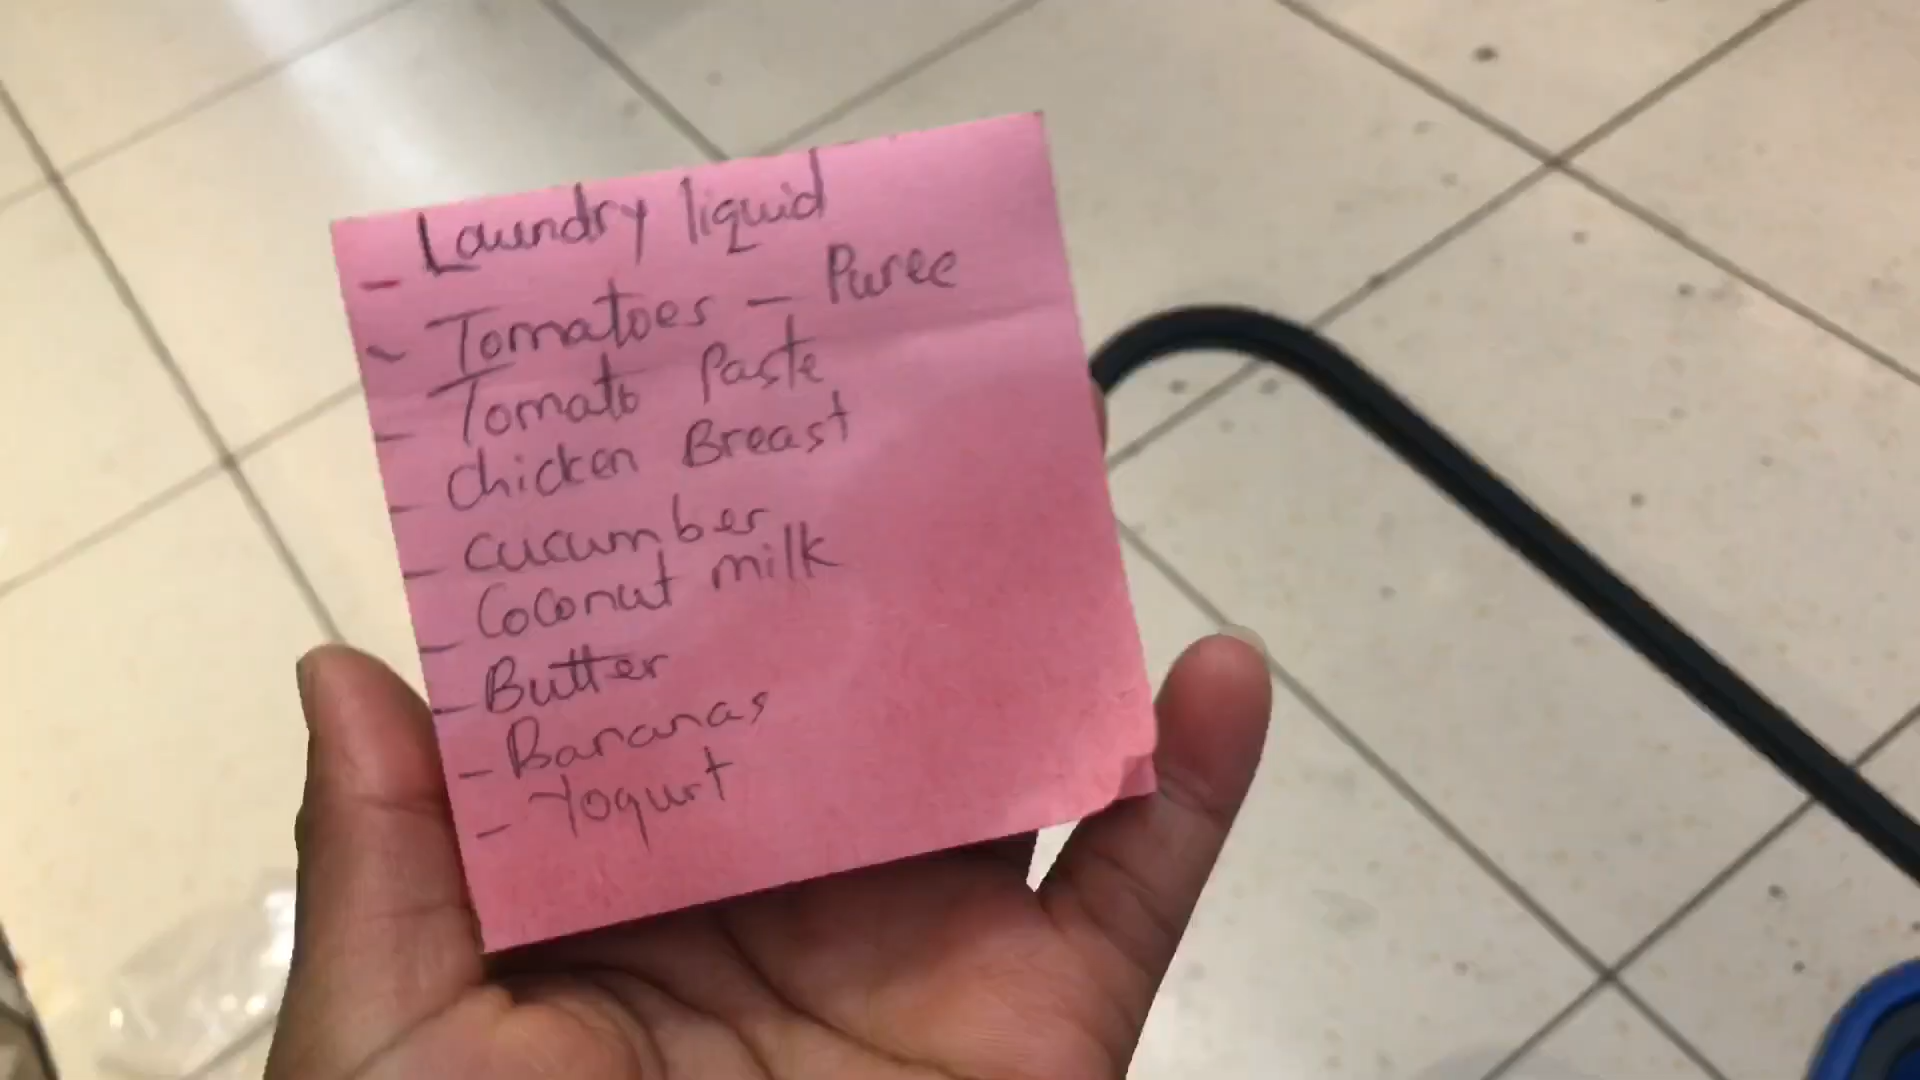 - Laundry liquid
- Tomatoes - Puree
- Tomato Paste
- chicken Breast
- cucumber
- Coconut milk
- Butter
- Bananas
- Yogurt